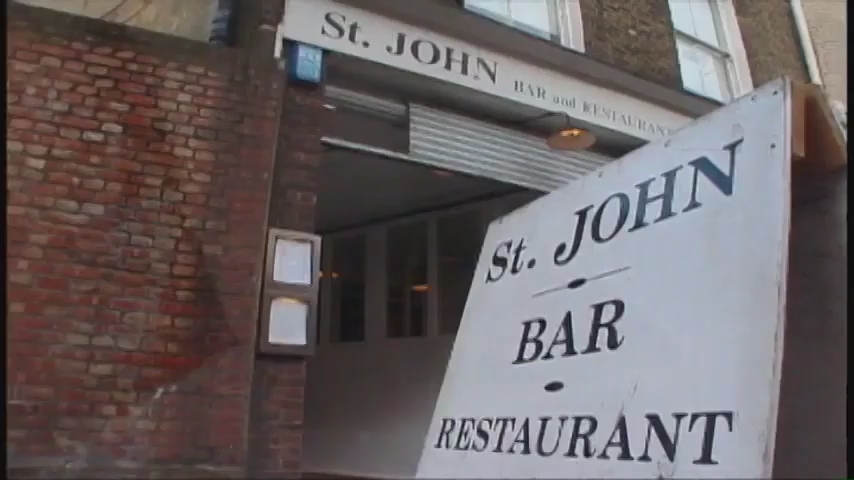 St. JOHN BAR and RESTAURANT
St. JOHN
BAR
RESTAURANT